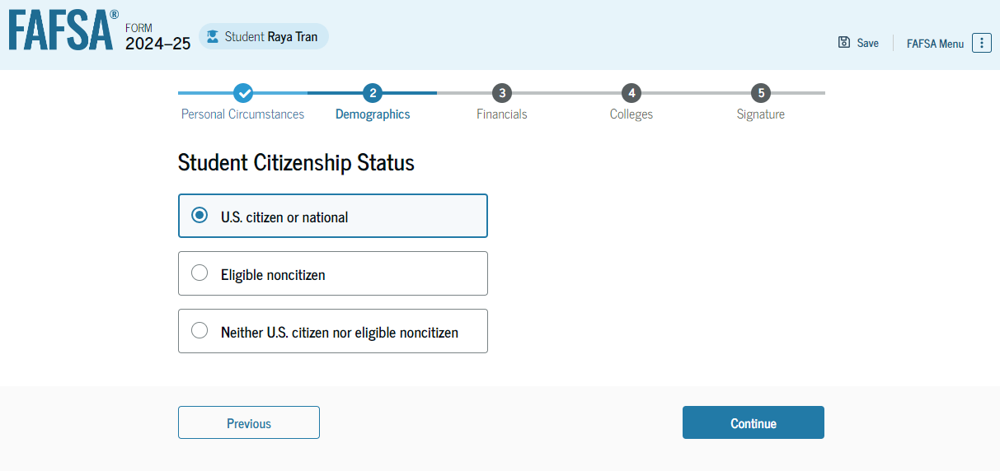 FAFSA®
FORM
2024–25
Student Raya Tran
Save
FAFSA Menu
2
3
4
5
Personal Circumstances
Demographics
Financials
Colleges
Signature
Student Citizenship Status
U.S. citizen or national
Eligible noncitizen
Neither U.S. citizen nor eligible noncitizen
Previous
Continue